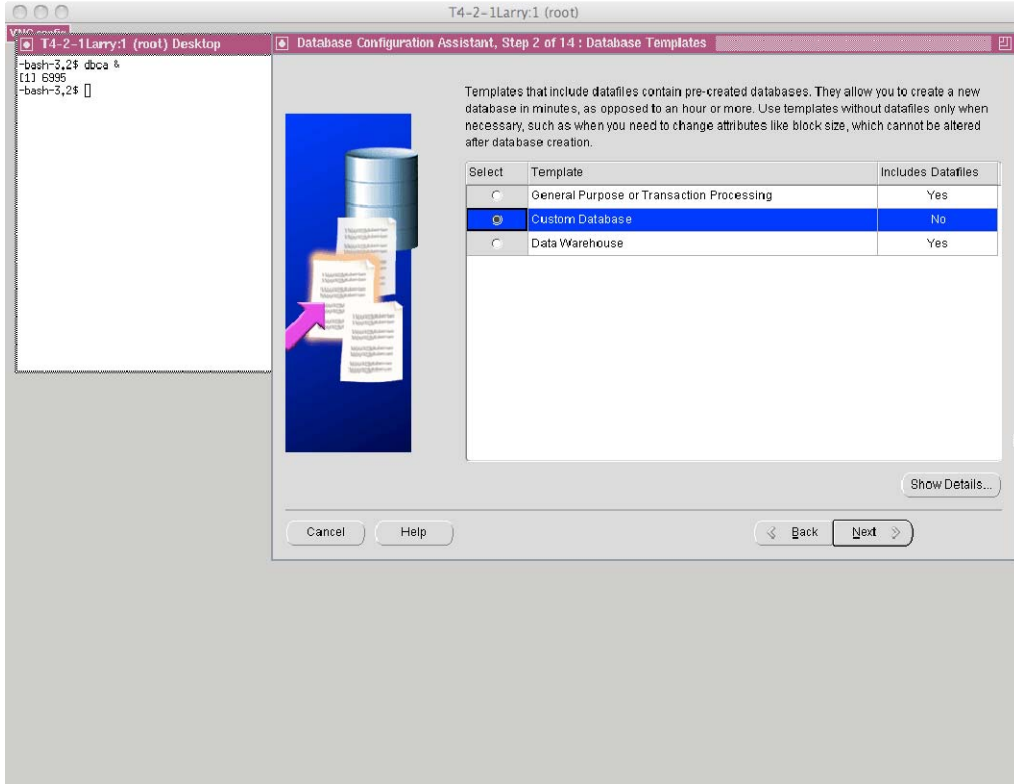 T4-2-1Larry:1 (root)
VNC config
T4-2-1Larry:1 (root) Desktop
-bash-3.2$ dbca &
[1] 6995
-bash-3.2$
Database Configuration Assistant, Step 2 of 14 : Database Templates
Templates that include datafiles contain pre-created databases. They allow you to create a new
database in minutes, as opposed to an hour or more. Use templates without datafiles only when
necessary, such as when you need to change attributes like block size, which cannot be altered
after database creation.
Select Template Includes Datafiles
General Purpose or Transaction Processing Yes
Custom Database No
Data Warehouse Yes
Show Details...
Cancel Help Back Next